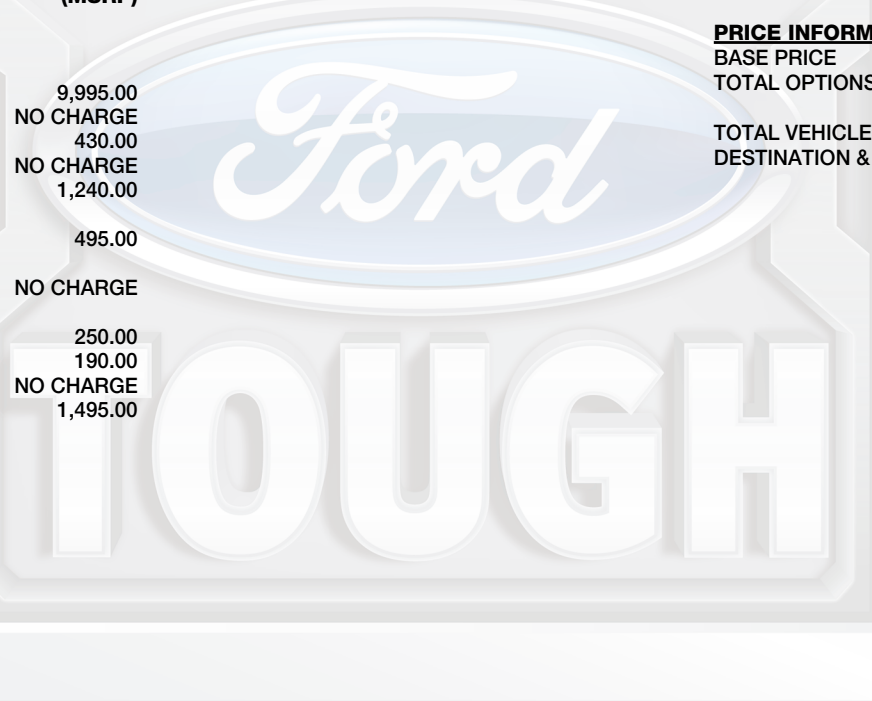 (MSRP)
9,995.00
NO CHARGE
430.00
NO CHARGE
1,240.00
495.00
NO CHARGE
250.00
190.00
NO CHARGE
1,495.00
PRICE INFORM
BASE PRICE
TOTAL OPTIONS
TOTAL VEHICLE
DESTINATION &
Ford
TOUGH